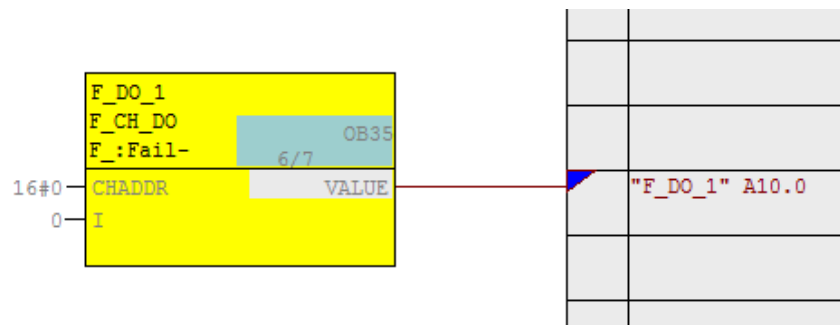 F_DO_1
F_CH_DO
F_:Fail-
OB35
6/7
16#0 CHADDR VALUE
0 I
"F_DO_1" A10.0